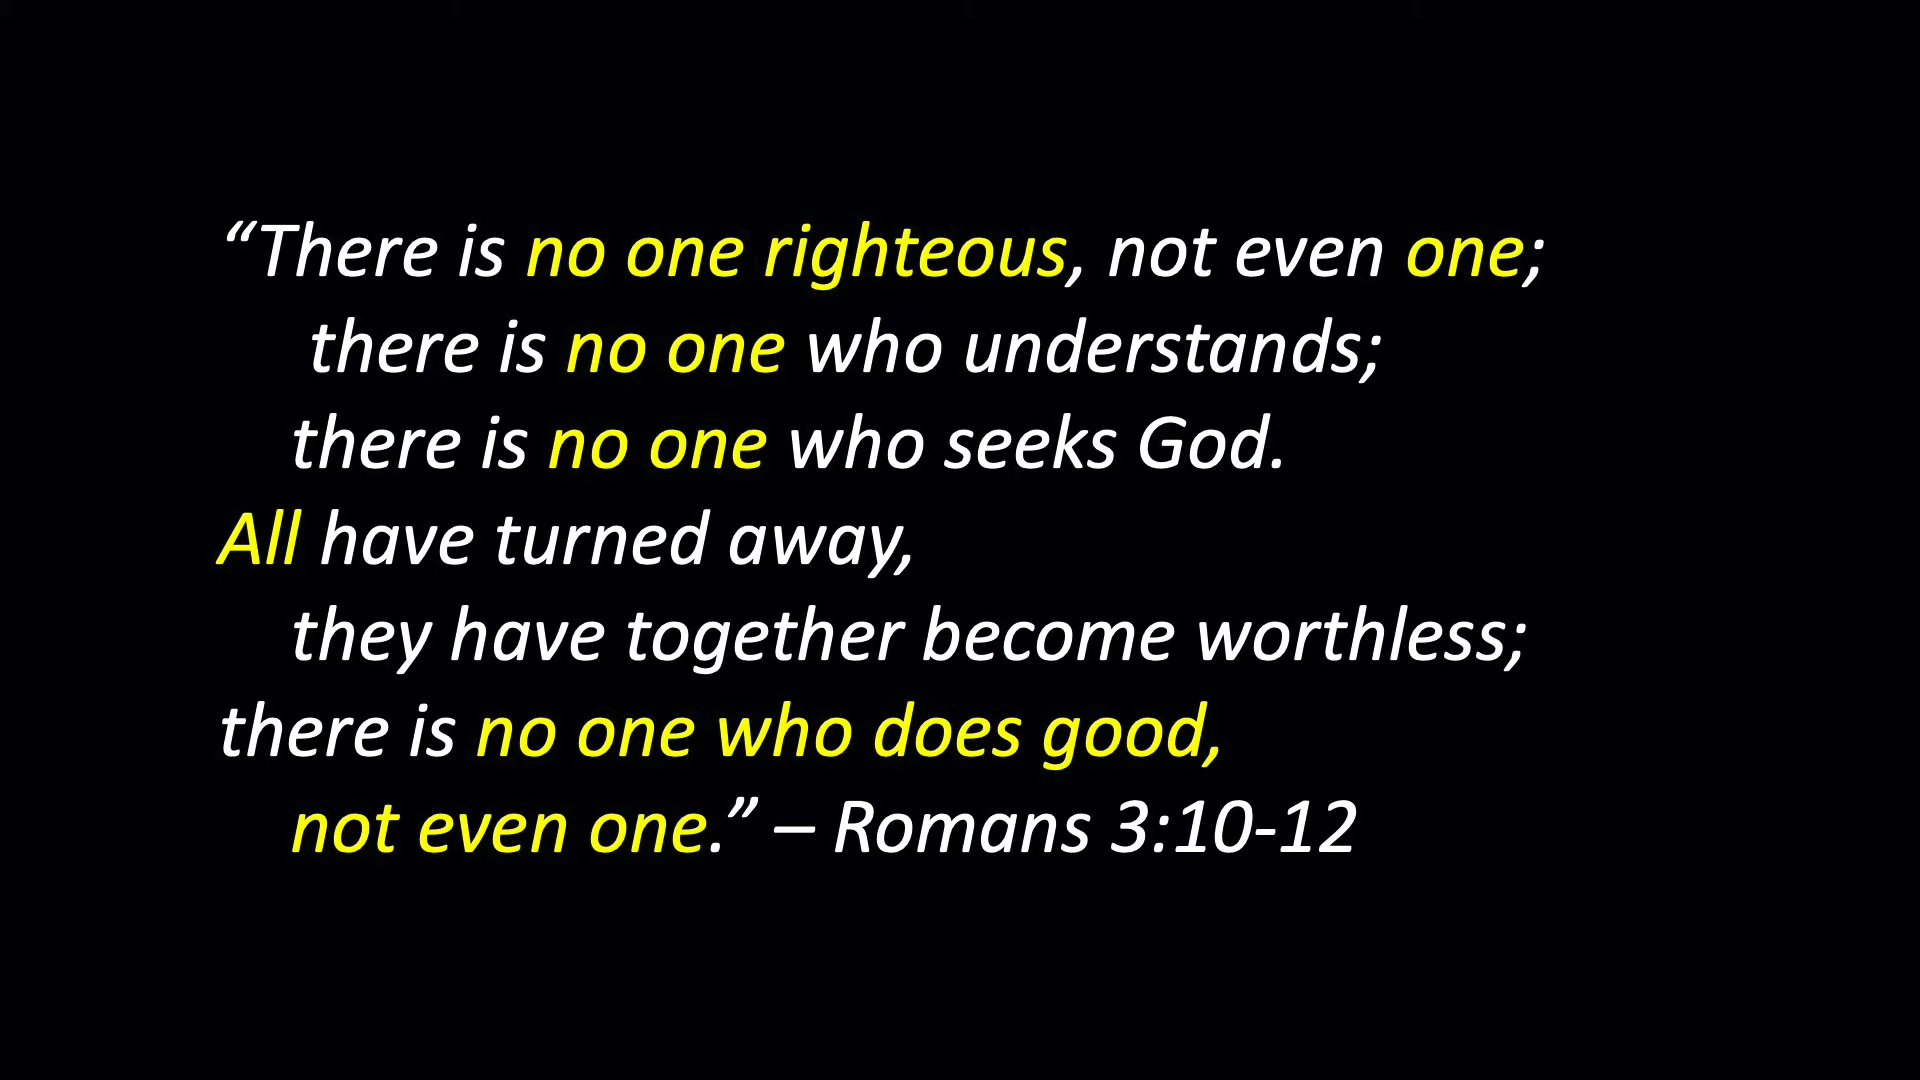 “There is no one righteous, not even one;
there is no one who understands;
there is no one who seeks God.
All have turned away,
they have together become worthless;
there is no one who does good,
not even one.” – Romans 3:10-12